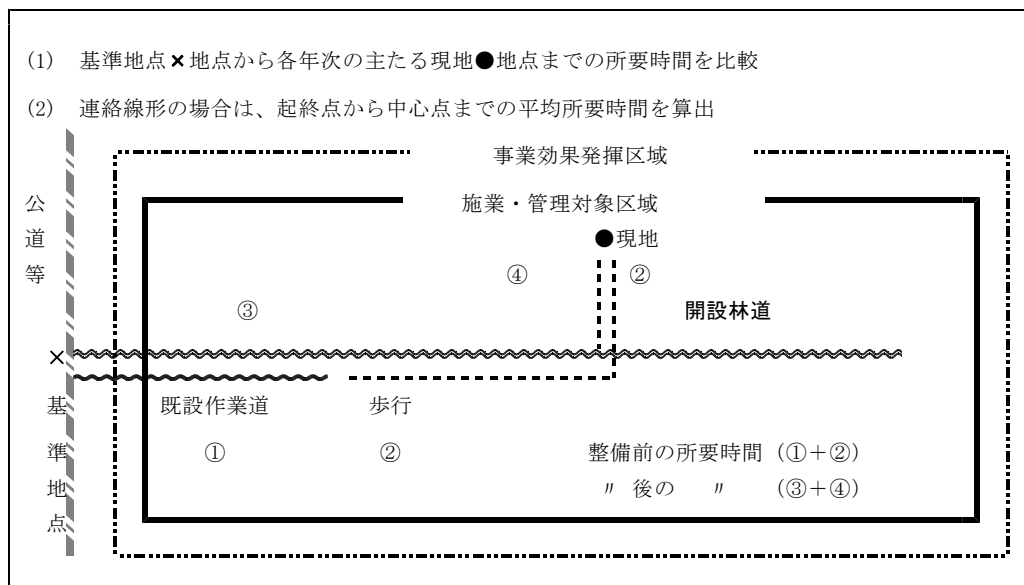 (1) 基準地点×地点から各年次の主たる現地●地点までの所要時間を比較
(2) 連絡線形の場合は、起終点から中心点までの平均所要時間を算出
事業効果発揮区域
施業・管理対象区域
公道等
●現地
④ ②
③
開設林道
×
基準地点
既設作業道 歩行
① ②
整備前の所要時間 (①+②)
〃 後の 〃 (③+④)